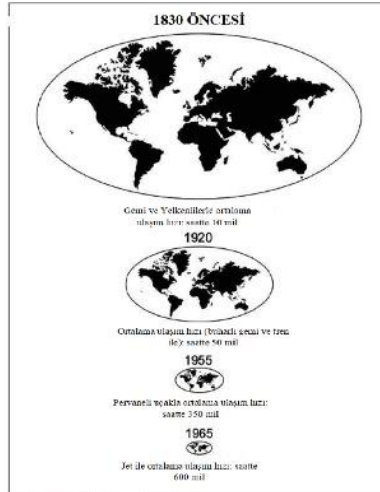 1830 ÖNCESİ
Gemi ve Yelkenlilerle ortalama
ulaşım hızı: saatte 10 mil
1920
Ortalama ulaşım hızı (buharlı gemi ve tren
ile): saatte 50 mil
1955
Pervaneli uçakla ortalama ulaşım hızı:
saatte 350 mil
1965
Jet ile ortalama ulaşım hızı: saatte
600 mil